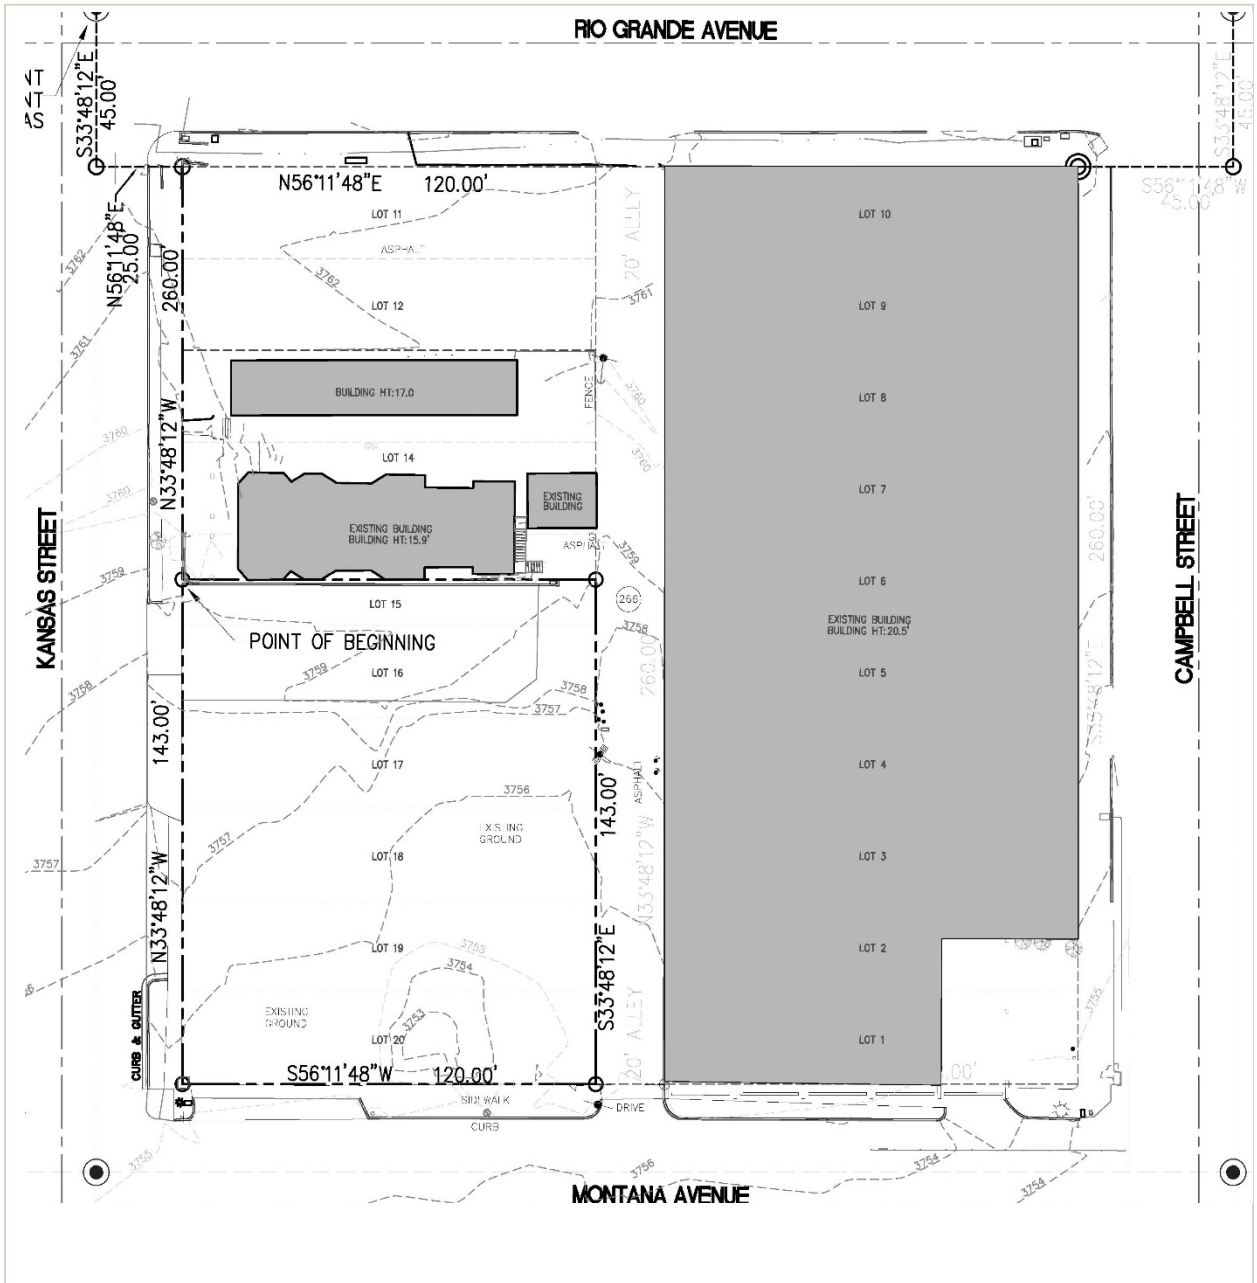 RIO GRANDE AVENUE
S33°48'12"E
45.00'
S33°48'12"E
45.00'
N56°11'48"E 120.00'
S56°11'48"W
45.00'
N56°11'48"E
25.00'
260.00'
N33°48'12"W
LOT 11
ASPHALT
3762
3762
LOT 12
20' ALLEY
3761
3761
LOT 10
LOT 9
LOT 8
LOT 7
LOT 6
EXISTING BUILDING
BUILDING HT:20.5'
LOT 5
LOT 4
LOT 3
LOT 2
LOT 1
BUILDING HT:17.0
FENCE
3760
3760
3760
3760
LOT 14
EXISTING BUILDING
BUILDING HT:15.9'
EXISTING
BUILDING
ASPHALT
3759
3759
266
KANSAS STREET
CAMPBELL STREET
260.00'
S33°48'12"E
LOT 15
POINT OF BEGINNING
LOT 16
3759
3758
3758
3758
3757
143.00'
N33°48'12"W
260.00'
N33°48'12"W
ASPHALT
143.00'
S33°48'12"E
LOT 17
3756
EXISTING
GROUND
3757
3757
LOT 18
LOT 19
3755
3754
3753
EXISTING
GROUND
LOT 20
20' ALLEY
3755
CURB & GUTTER
S56°11'48"W 120.00'
SIDEWALK
CURB
DRIVE
3755
3756
3754
3754
MONTANA AVENUE